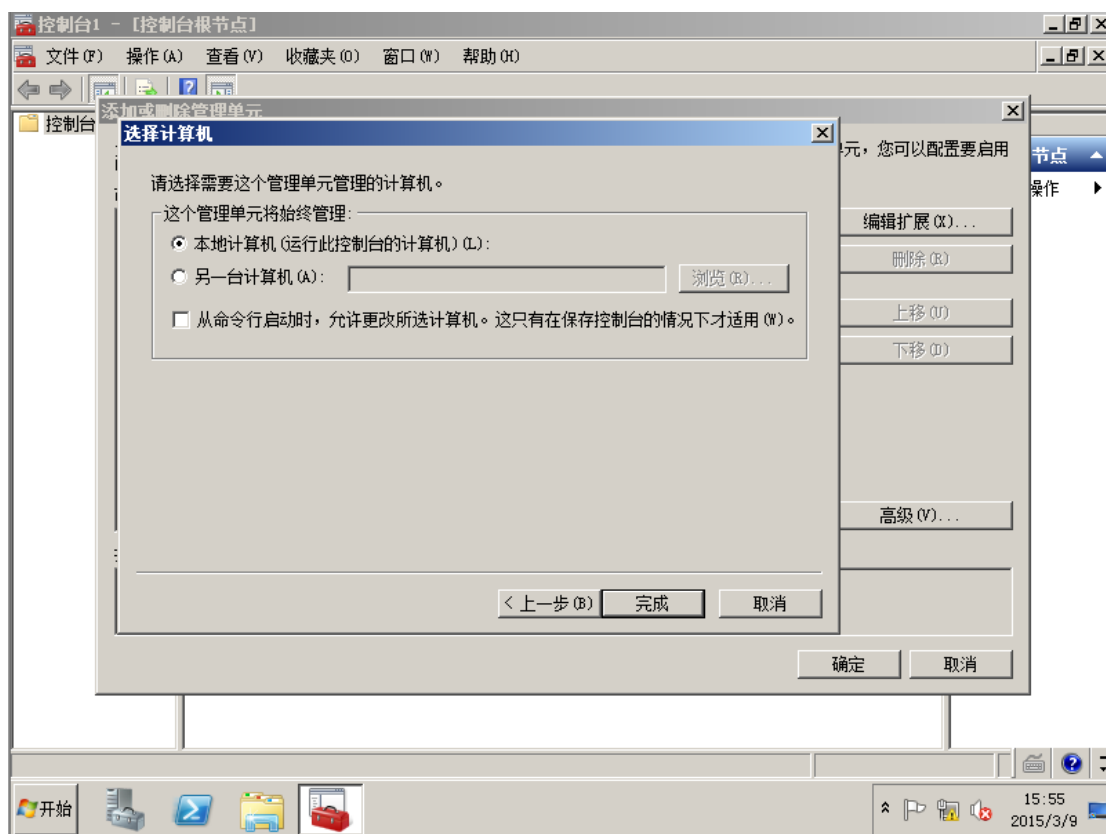 控制台1 - [控制台根节点]
文件(F) 操作(A) 查看(V) 收藏夹(O) 窗口(W) 帮助(H)
添加或删除管理单元
控制台
选择计算机
元，您可以配置要启用
节点
操作
请选择需要这个管理单元管理的计算机。
这个管理单元将始终管理:
本地计算机(运行此控制台的计算机)(L):
另一台计算机(A):
浏览(R)...
从命令行启动时，允许更改所选计算机。这只有在保存控制台的情况下才适用(W)。
编辑扩展(X)...
删除(R)
上移(U)
下移(D)
高级(V)...
< 上一步(B) 完成 取消
确定 取消
开始
15:55
2015/3/9